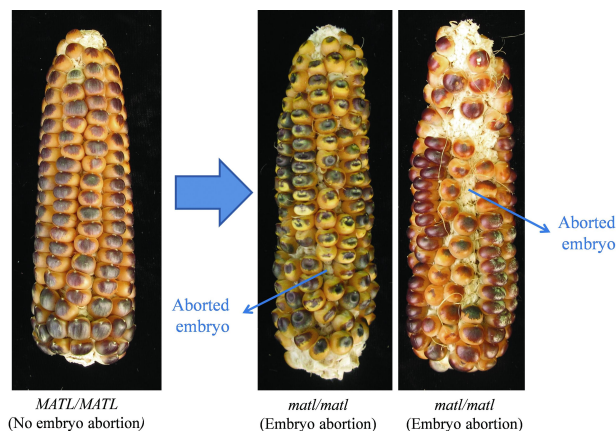 Aborted
embryo
Aborted
embryo
MATL/MATL
(No embryo abortion)
matl/matl
(Embryo abortion)
matl/matl
(Embryo abortion)